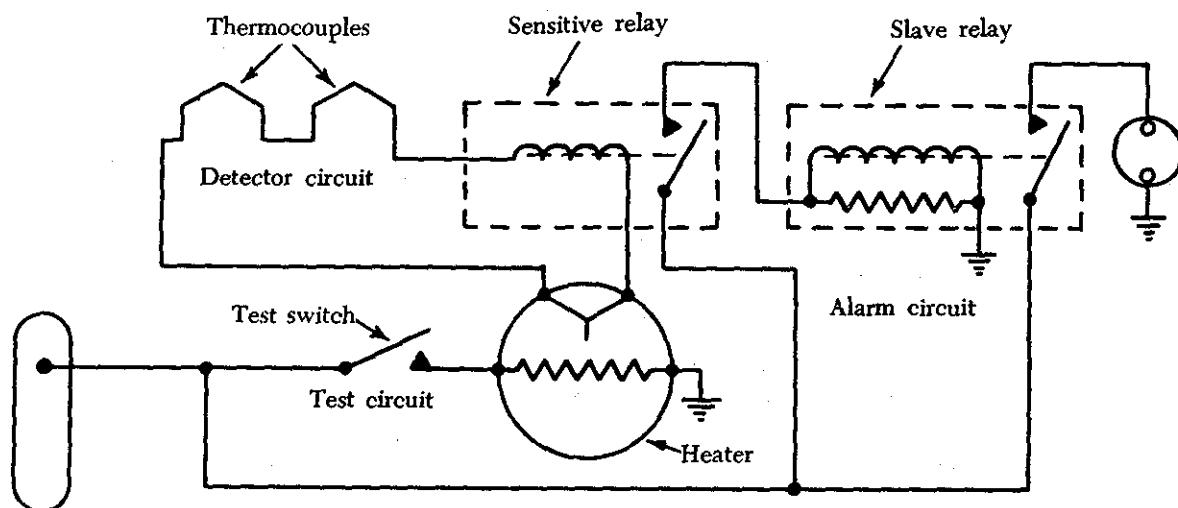 Thermocouples
Sensitive relay
Slave relay
Detector circuit
Alarm circuit
Test switch
Test circuit
Heater